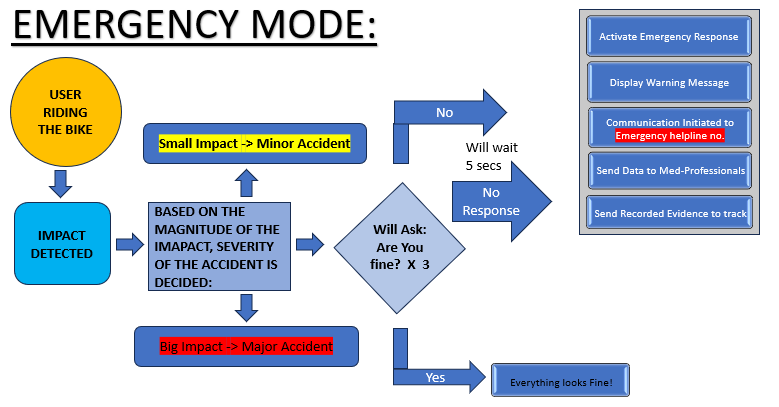 EMERGENCY MODE:
USER
RIDING
THE BIKE
IMPACT
DETECTED
Small Impact -> Minor Accident
BASED ON THE
MAGNITUDE OF THE
IMAPACT, SEVERITY
OF THE ACCIDENT IS
DECIDED:
Big Impact -> Major Accident
Will Ask:
Are You
fine? X 3
No
Will wait
5 secs
No
Response
Yes
Everything looks Fine!
Activate Emergency Response
Display Warning Message
Communication Initiated to
Emergency helpline no.
Send Data to Med-Professionals
Send Recorded Evidence to track